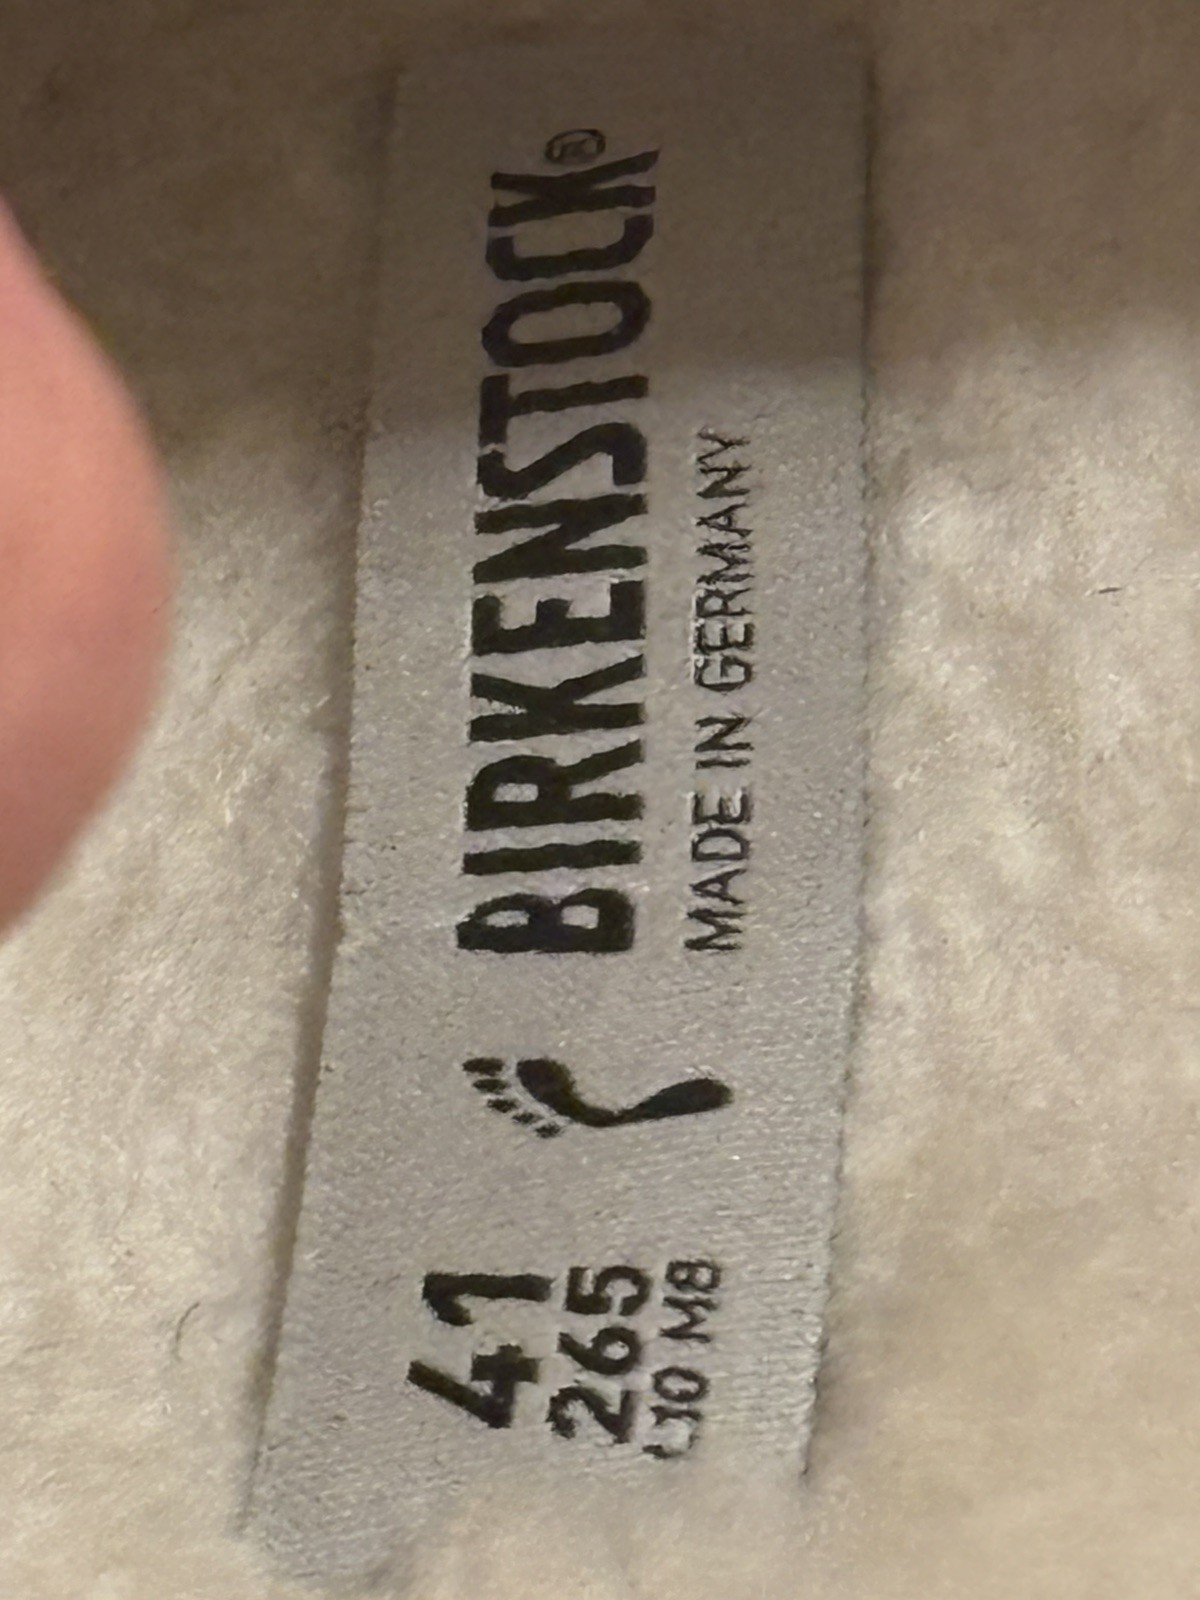 BIRKENSTOCK®
MADE IN GERMANY
41
265
L10 M8